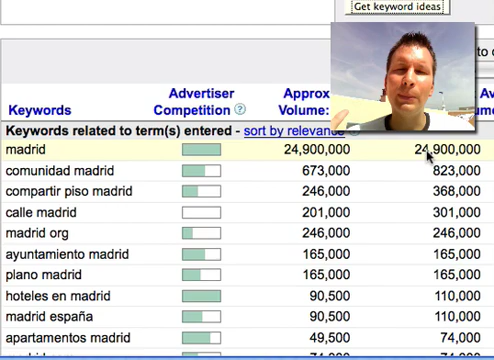 Get keyword ideas
to
Advertiser Approx
Keywords Competition Volume:
Keywords related to term(s) entered - sort by relevance
madrid 24,900,000 24,900,000
comunidad madrid 673,000 823,000
compartir piso madrid 246,000 368,000
calle madrid 201,000 301,000
madrid org 246,000 246,000
ayuntamiento madrid 165,000 165,000
plano madrid 165,000 165,000
hoteles en madrid 90,500 110,000
madrid españa 90,500 110,000
apartamentos madrid 49,500 74,000